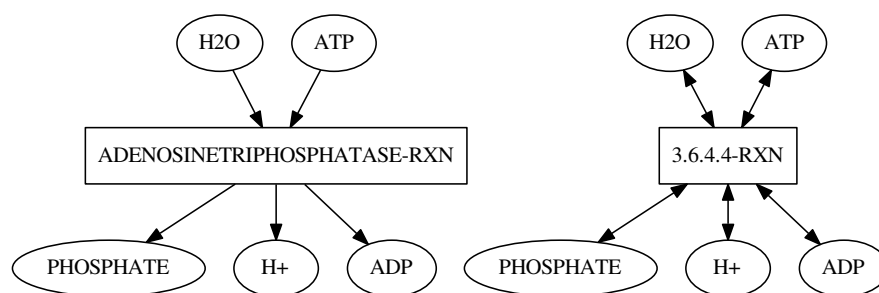 H2O
ATP
H2O
ATP
ADENOSINETRIPHOSPHATASE-RXN
3.6.4.4-RXN
PHOSPHATE
H+
ADP
PHOSPHATE
H+
ADP